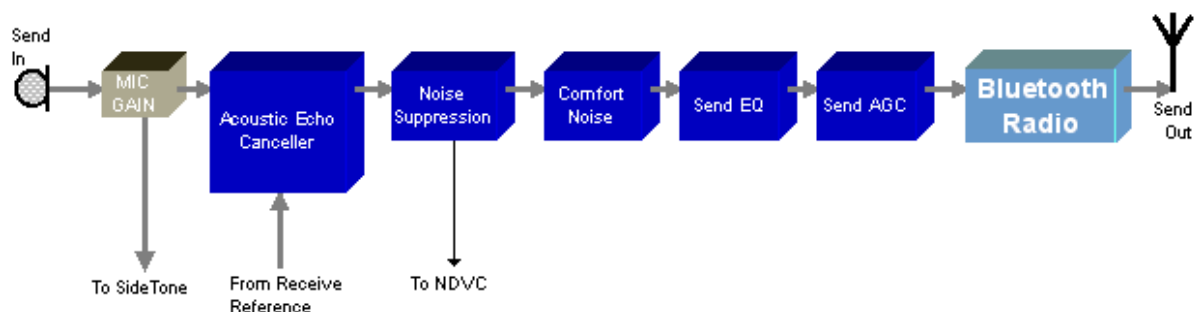 Send
In
MIC
GAIN
Acoustic Echo
Canceller
Noise
Suppression
Comfort
Noise
Send EQ
Send AGC
Bluetooth
Radio
Send
Out
To SideTone
From Receive
Reference
To NDVC